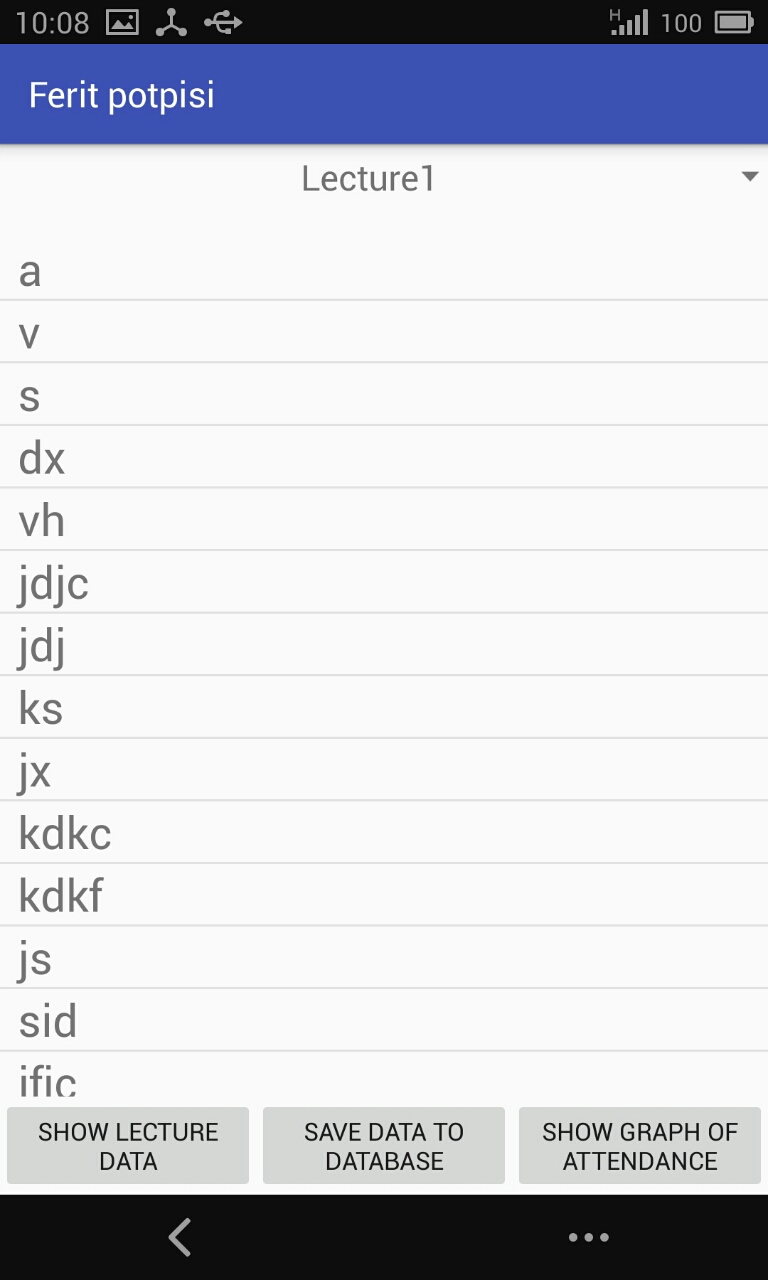 10:08 H 100
Ferit potpisi
Lecture1
a
v
s
dx
vh
jdjc
jdj
ks
jx
kdkc
kdkf
js
sid
ific
SHOW LECTURE
DATA
SAVE DATA TO
DATABASE
SHOW GRAPH OF
ATTENDANCE